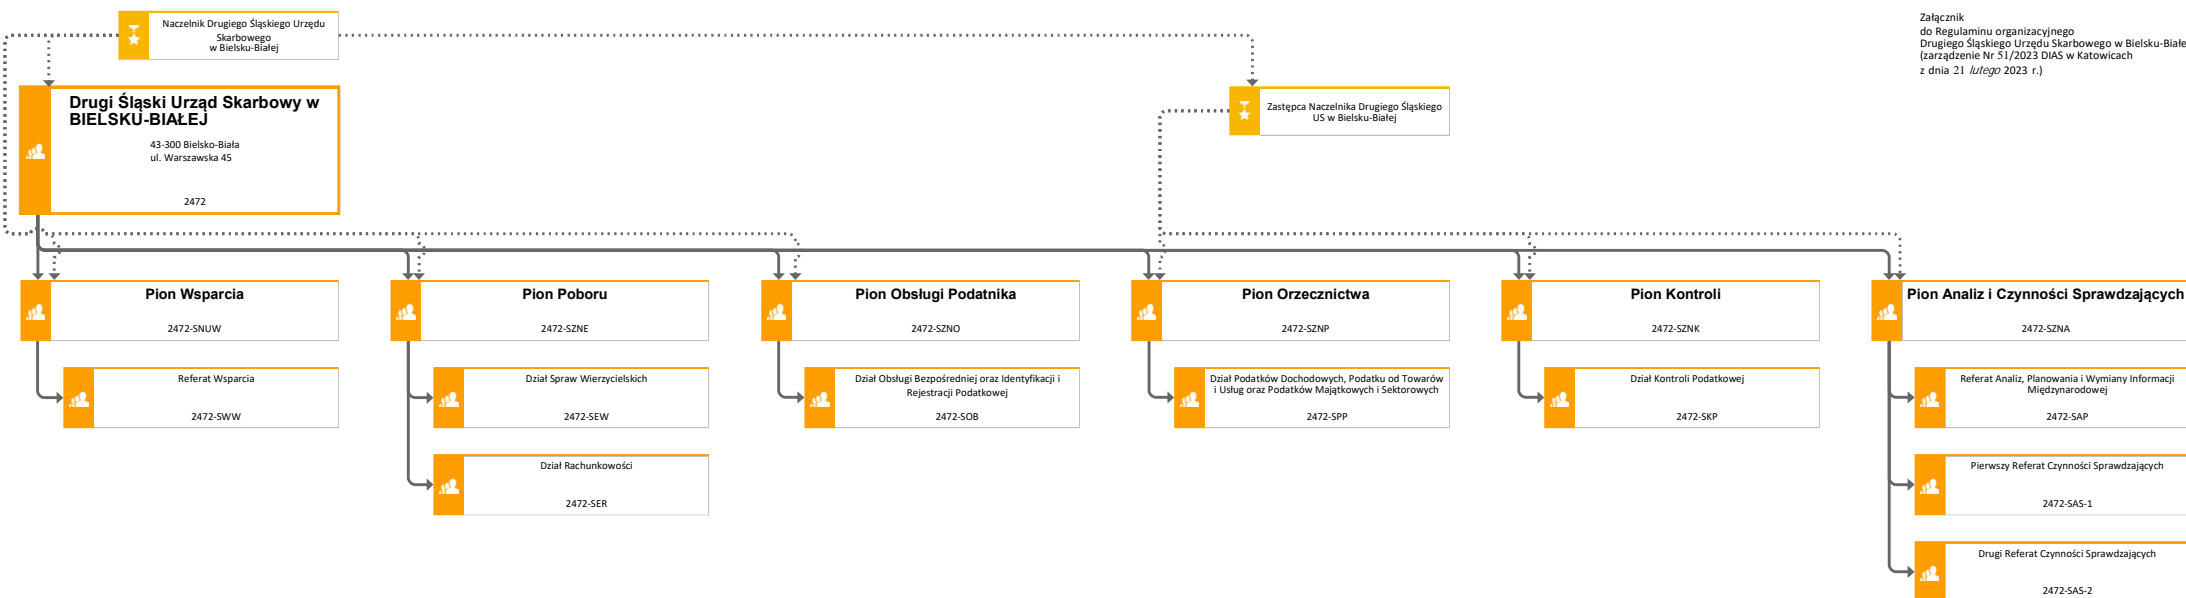 Naczelnik Drugiego Śląskiego Urzędu
Skarbowego
w Bielsku-Białej
Załącznik
do Regulaminu organizacyjnego
Drugiego Śląskiego Urzędu Skarbowego w Bielsku-Białe
(zarządzenie Nr 51/2023 DIAS w Katowicach
z dnia 21 lutego 2023 r.)
Drugi Śląski Urząd Skarbowy w
BIELSKU-BIAŁEJ
43-300 Bielsko-Biała
ul. Warszawska 45
2472
Zastępca Naczelnika Drugiego Śląskiego
US w Bielsku-Białej
Pion Wsparcia
2472-SNUW
Pion Poboru
2472-SZNE
Pion Obsługi Podatnika
2472-SZNO
Pion Orzecznictwa
2472-SZNP
Pion Kontroli
2472-SZNK
Pion Analiz i Czynności Sprawdzających
2472-SZNA
Referat Wsparcia
2472-SWW
Dział Spraw Wierzycielskich
2472-SEW
Dział Obsługi Bezpośredniej oraz Identyfikacji i
Rejestracji Podatkowej
2472-SOB
Dział Podatków Dochodowych, Podatku od Towarów
i Usług oraz Podatków Majątkowych i Sektorowych
2472-SPP
Dział Kontroli Podatkowej
2472-SKP
Referat Analiz, Planowania i Wymiany Informacji
Międzynarodowej
2472-SAP
Dział Rachunkowości
2472-SER
Pierwszy Referat Czynności Sprawdzających
2472-SAS-1
Drugi Referat Czynności Sprawdzających
2472-SAS-2